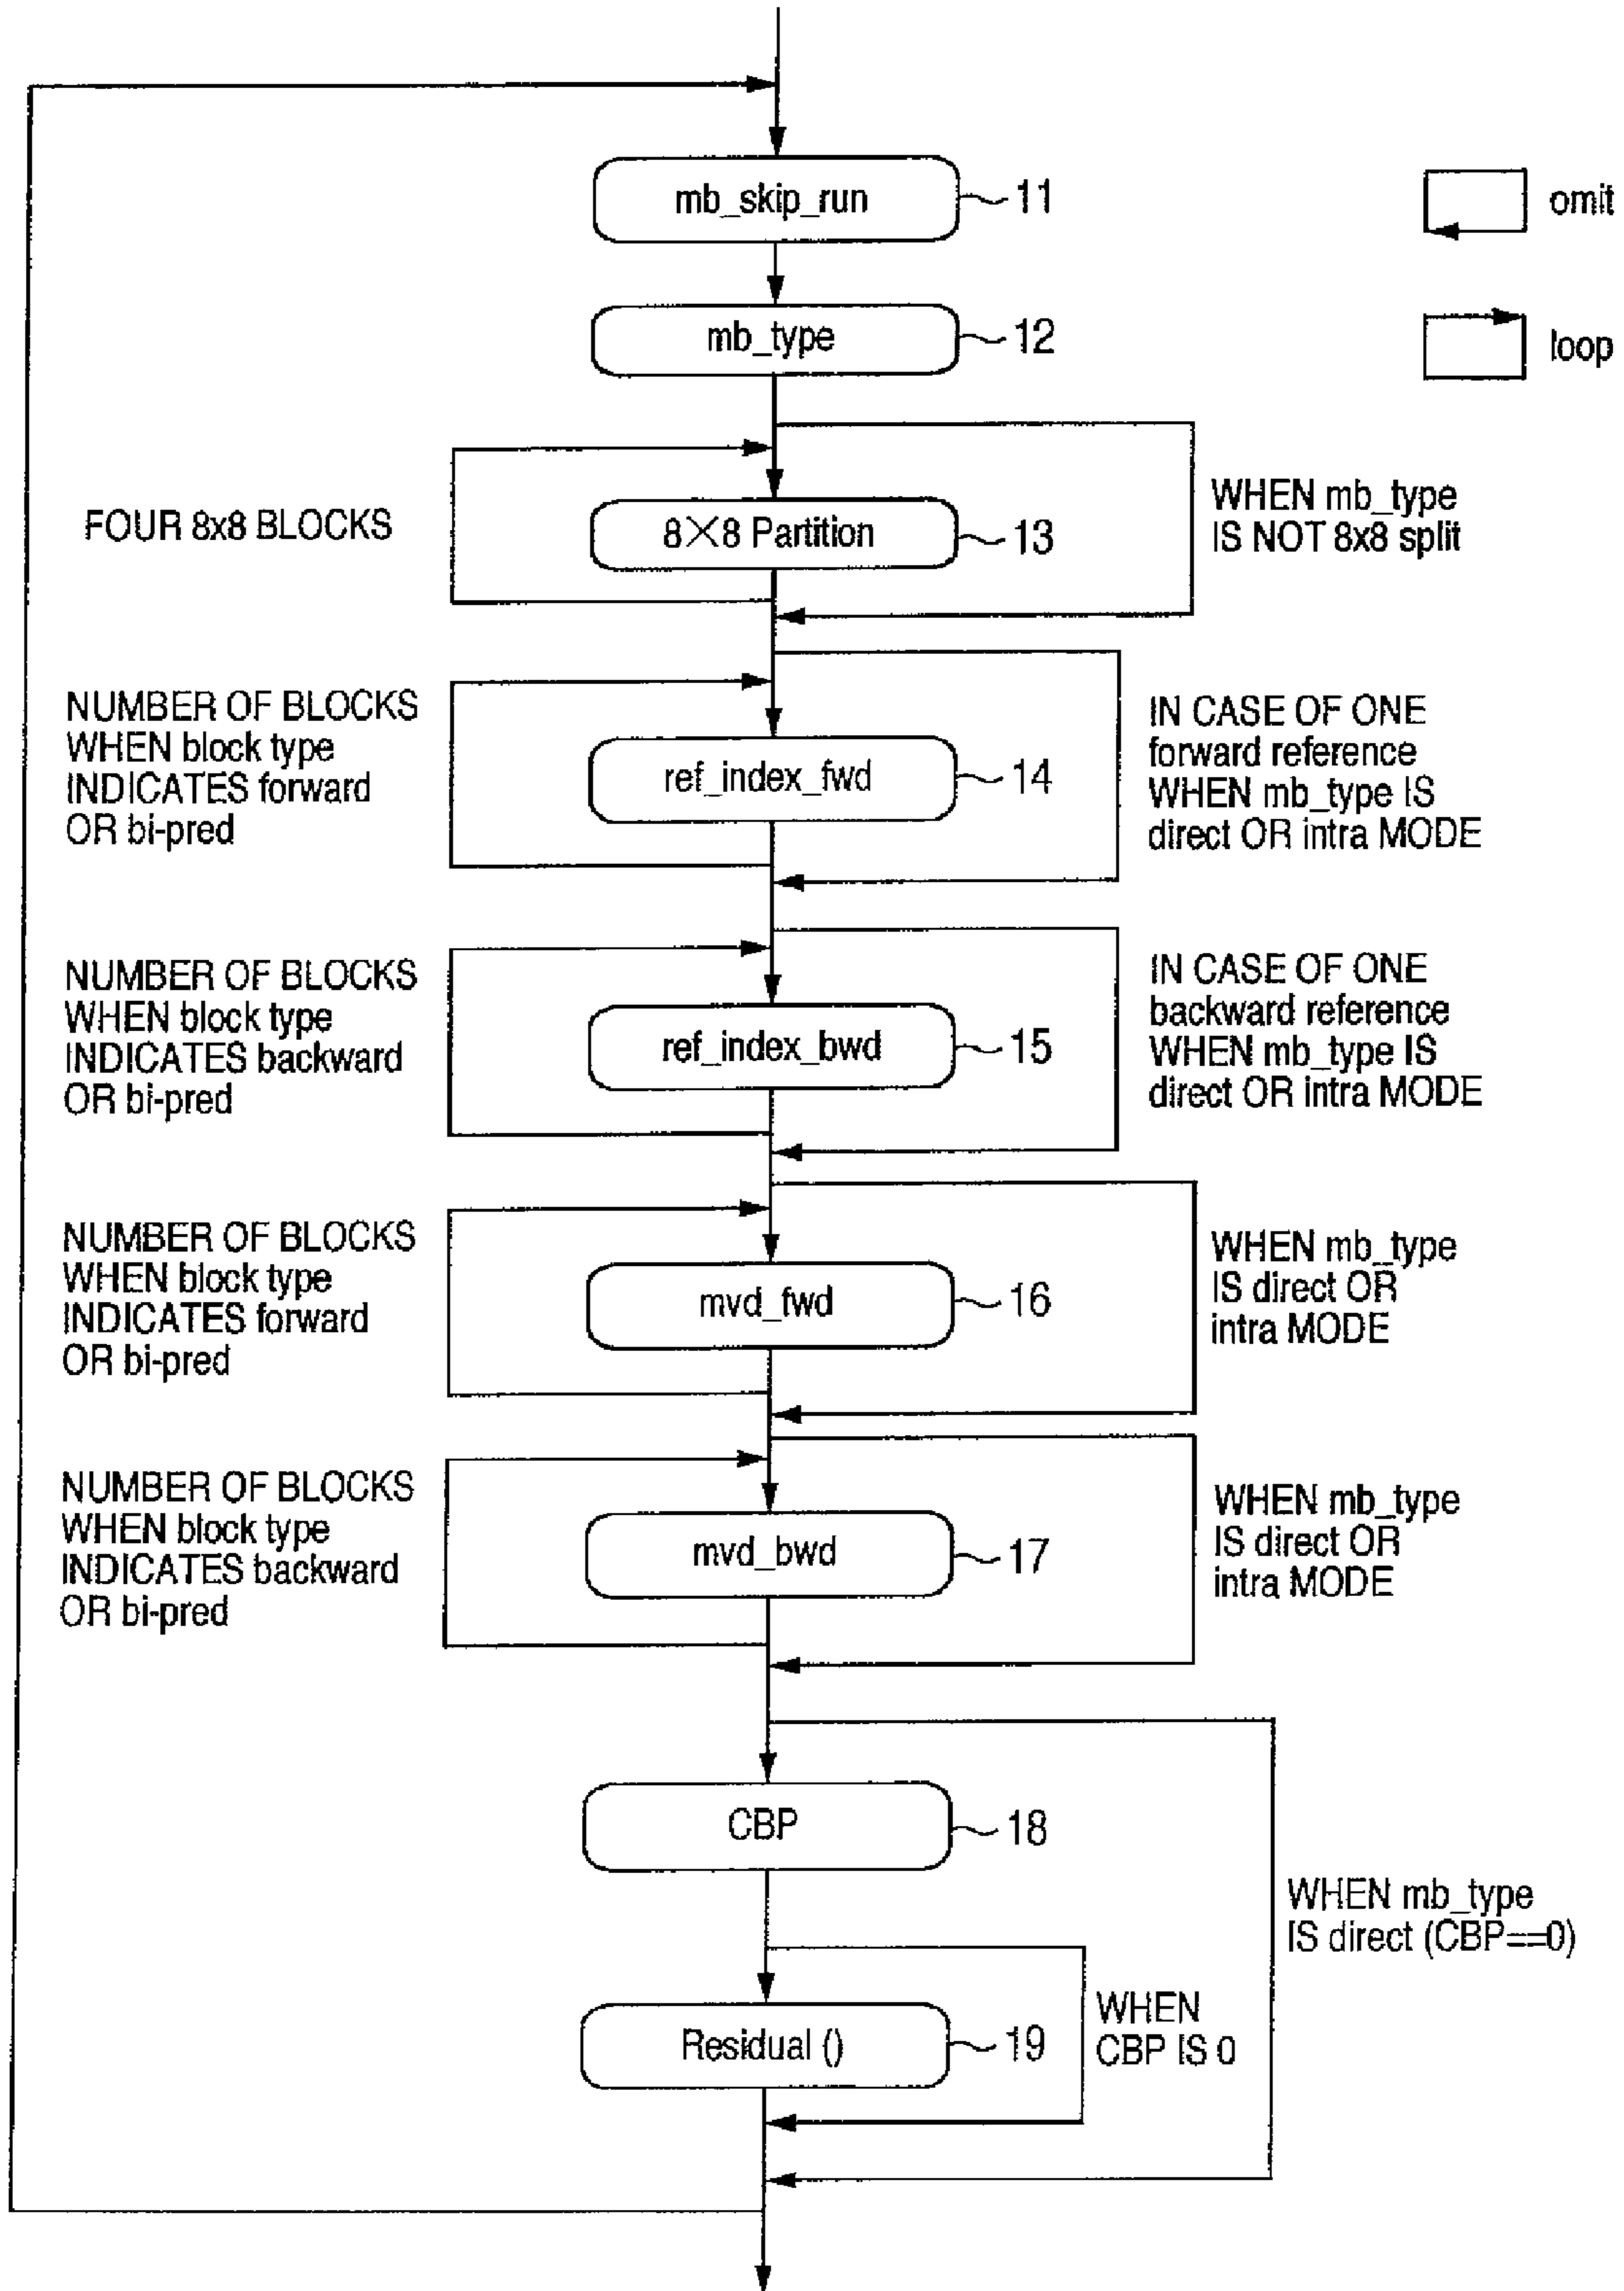 mb_skip_run
11
omit
mb_type
12
loop
FOUR 8x8 BLOCKS
8×8 Partition
13
WHEN mb_type
IS NOT 8x8 split
NUMBER OF BLOCKS
WHEN block type
INDICATES forward
OR bi-pred
ref_index_fwd
14
IN CASE OF ONE
forward reference
WHEN mb_type IS
direct OR intra MODE
NUMBER OF BLOCKS
WHEN block type
INDICATES backward
OR bi-pred
ref_index_bwd
15
IN CASE OF ONE
backward reference
WHEN mb_type IS
direct OR intra MODE
NUMBER OF BLOCKS
WHEN block type
INDICATES forward
OR bi-pred
mvd_fwd
16
WHEN mb_type
IS direct OR
intra MODE
NUMBER OF BLOCKS
WHEN block type
INDICATES backward
OR bi-pred
mvd_bwd
17
WHEN mb_type
IS direct OR
intra MODE
CBP
18
WHEN mb_type
IS direct (CBP==0)
Residual ()
19
WHEN
CBP IS 0